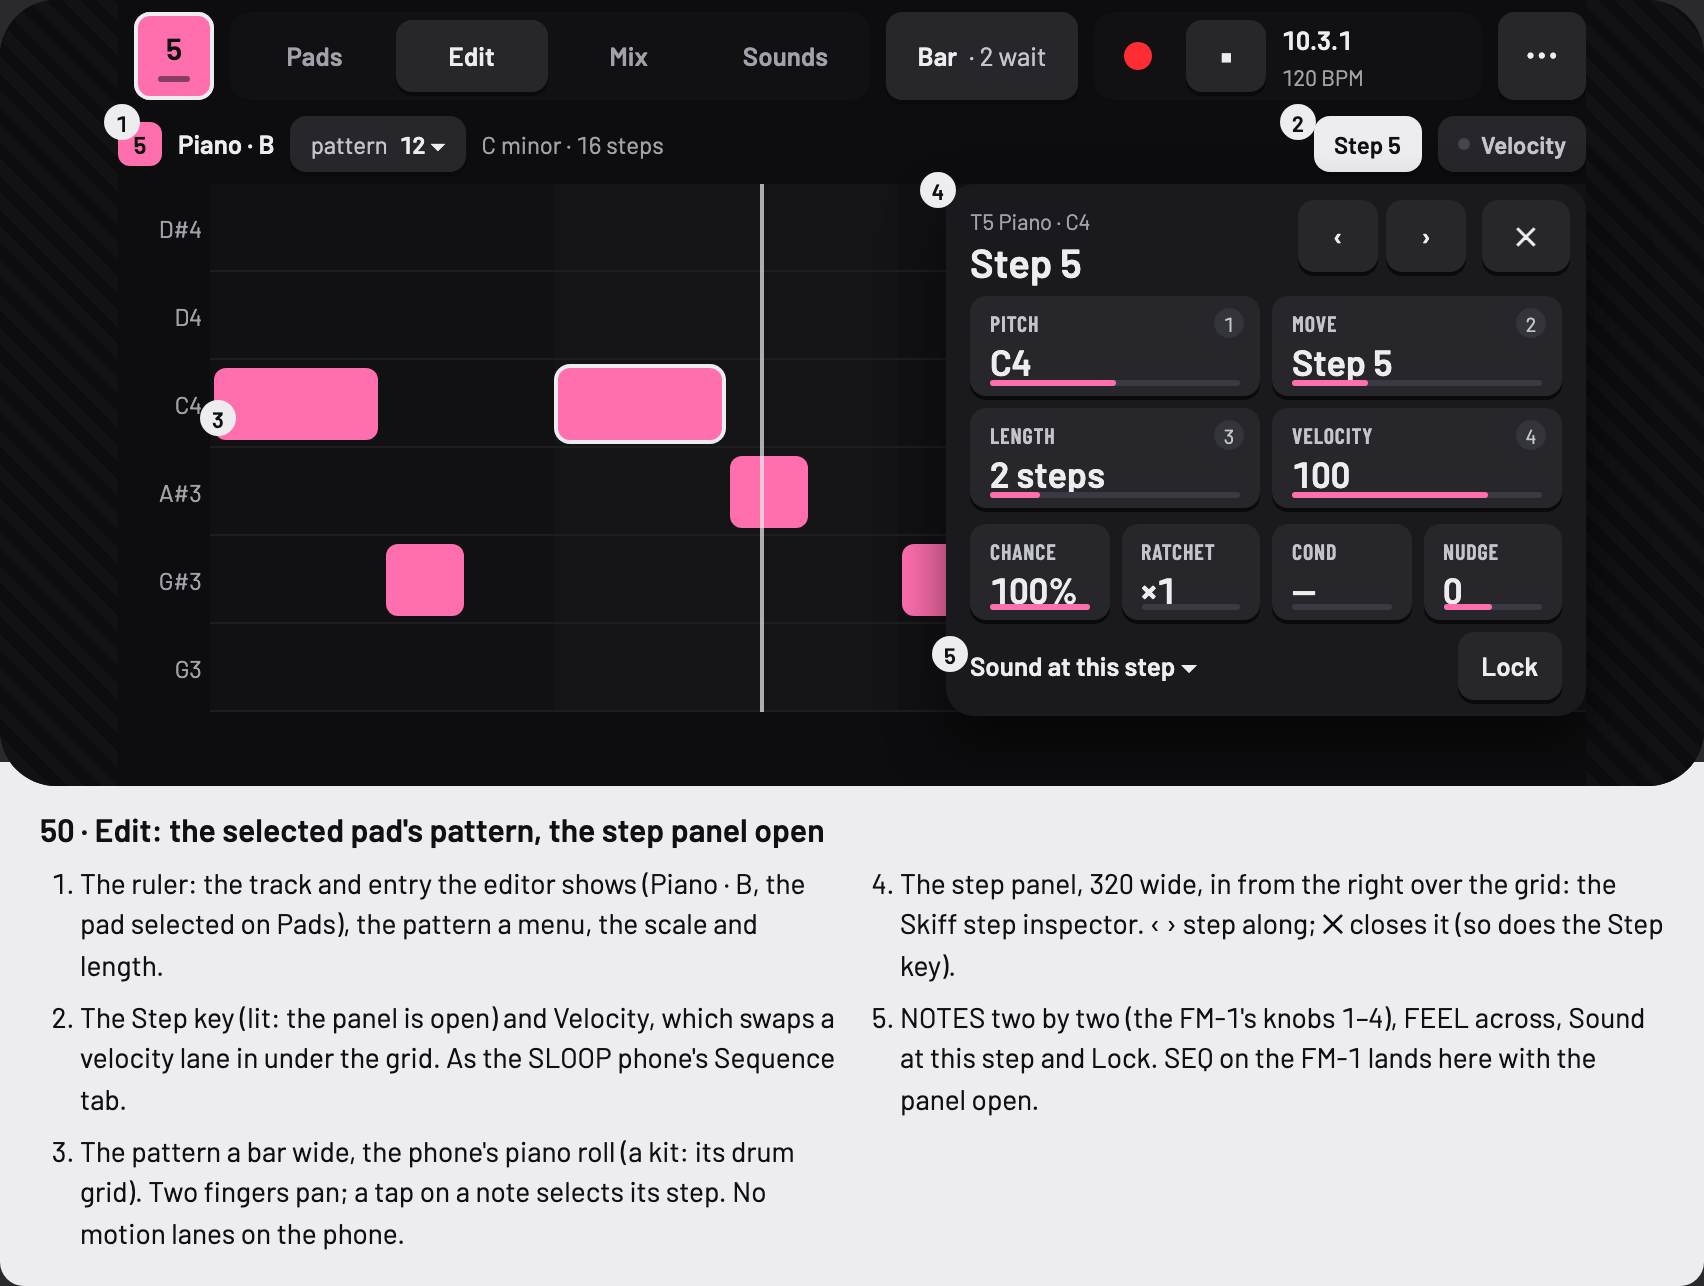 5
Pads
Edit
Mix
Sounds
Bar · 2 wait
10.3.1
120 BPM
•••
1
5
Piano · B
pattern 12
C minor · 16 steps
2
Step 5
Velocity
D#4
D4
C4
3
A#3
G#3
G3
4
T5 Piano · C4
Step 5
‹
›
✕
PITCH
1
C4
MOVE
2
Step 5
LENGTH
3
2 steps
VELOCITY
4
100
CHANCE
100%
RATCHET
×1
COND
–
NUDGE
0
5
Sound at this step
Lock
50 · Edit: the selected pad's pattern, the step panel open
1. The ruler: the track and entry the editor shows (Piano · B, the
pad selected on Pads), the pattern a menu, the scale and
length.
2. The Step key (lit: the panel is open) and Velocity, which swaps a
velocity lane in under the grid. As the SLOOP phone's Sequence
tab.
3. The pattern a bar wide, the phone's piano roll (a kit: its drum
grid). Two fingers pan; a tap on a note selects its step. No
motion lanes on the phone.
4. The step panel, 320 wide, in from the right over the grid: the
Skiff step inspector. ‹ › step along; ✕ closes it (so does the Step
key).
5. NOTES two by two (the FM-1's knobs 1–4), FEEL across, Sound
at this step and Lock. SEQ on the FM-1 lands here with the
panel open.